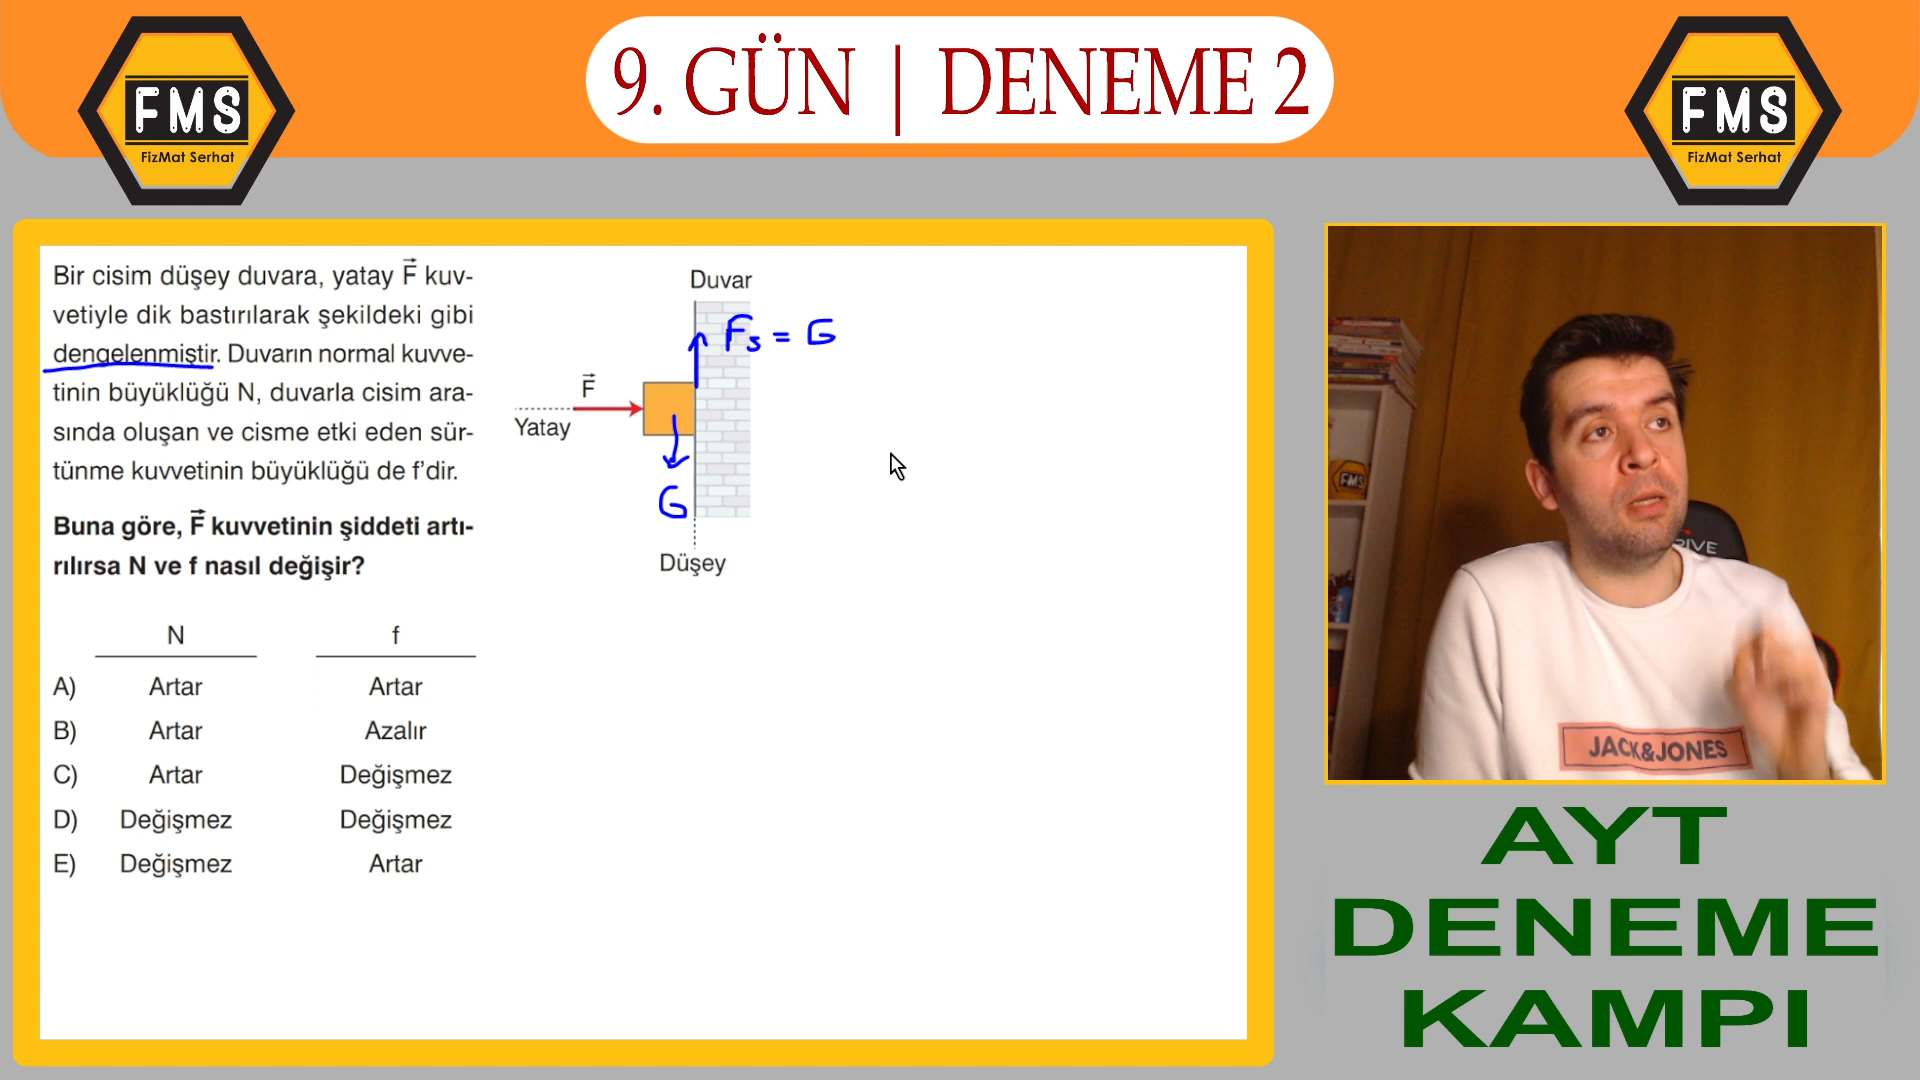 FMS
FizMat Serhat
9. GÜN | DENEME 2
FMS
FizMat Serhat
Bir cisim düşey duvara, yatay F kuv-
vetiyle dik bastırılarak şekildeki gibi
dengelenmiştir. Duvarın normal kuvve-
tinin büyüklüğü N, duvarla cisim ara-
sında oluşan ve cisme etki eden sür-
tünme kuvvetinin büyüklüğü de f'dir.
Buna göre, F kuvvetinin şiddeti artı-
rılırsa N ve f nasıl değişir?
N f
A) Artar Artar
B) Artar Azalır
C) Artar Değişmez
D) Değişmez Değişmez
E) Değişmez Artar
Duvar
Fs = G
F
Yatay
G
Düşey
FMS
JACK&JONES
AYT
DENEME
KAMPI